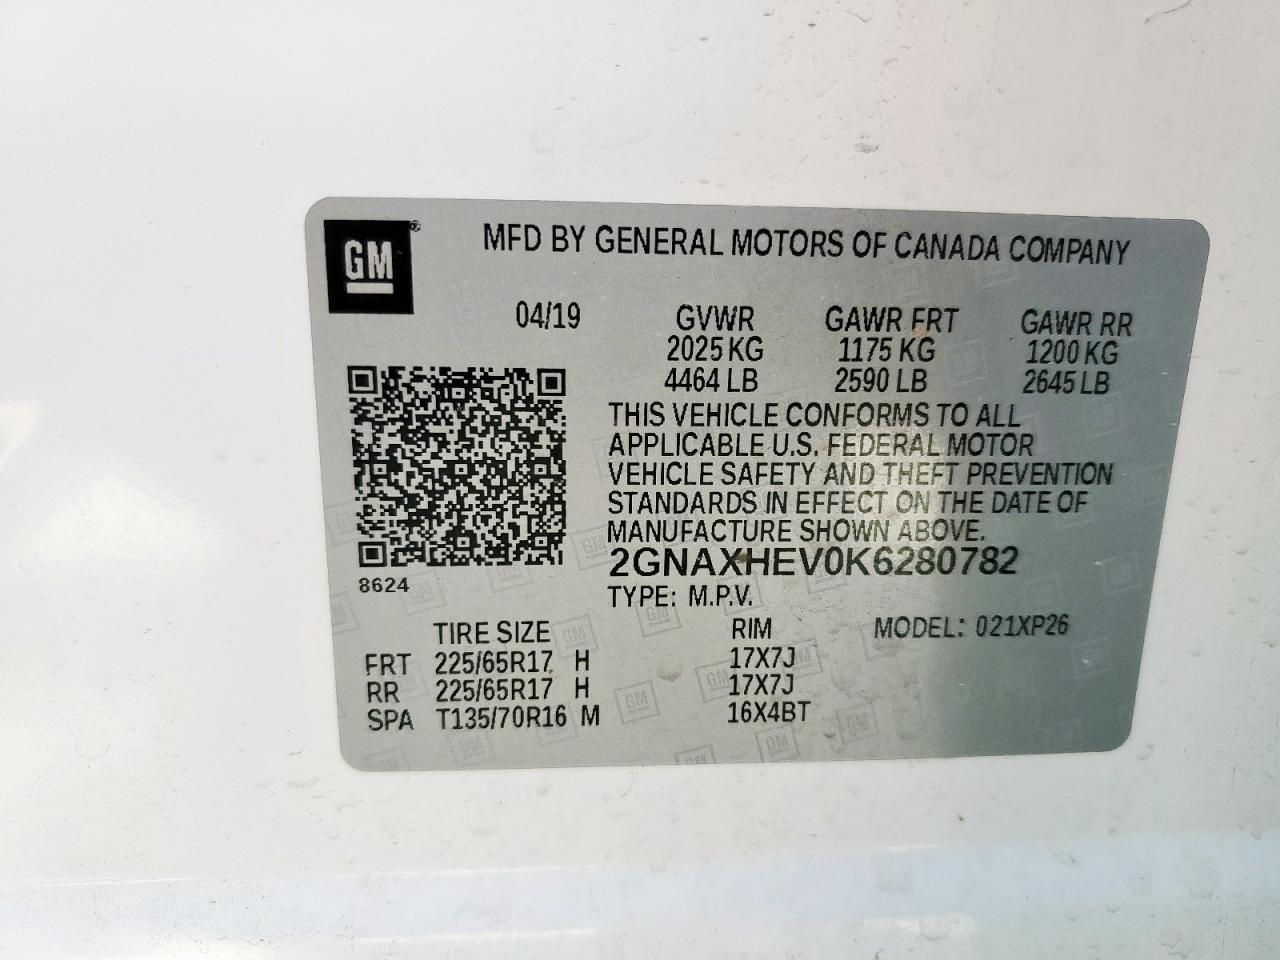 GM®
MFD BY GENERAL MOTORS OF CANADA COMPANY
04/19 GVWR GAWR FRT GAWR RR
2025 KG 1175 KG 1200 KG
4464 LB 2590 LB 2645 LB
THIS VEHICLE CONFORMS TO ALL
APPLICABLE U.S. FEDERAL MOTOR
VEHICLE SAFETY AND THEFT PREVENTION
STANDARDS IN EFFECT ON THE DATE OF
MANUFACTURE SHOWN ABOVE.
2GNAXHEV0K6280782
8624
TYPE: M.P.V.
TIRE SIZE RIM MODEL: 021XP26
FRT 225/65R17 H 17X7J
RR 225/65R17 H 17X7J
SPA T135/70R16 M 16X4BT